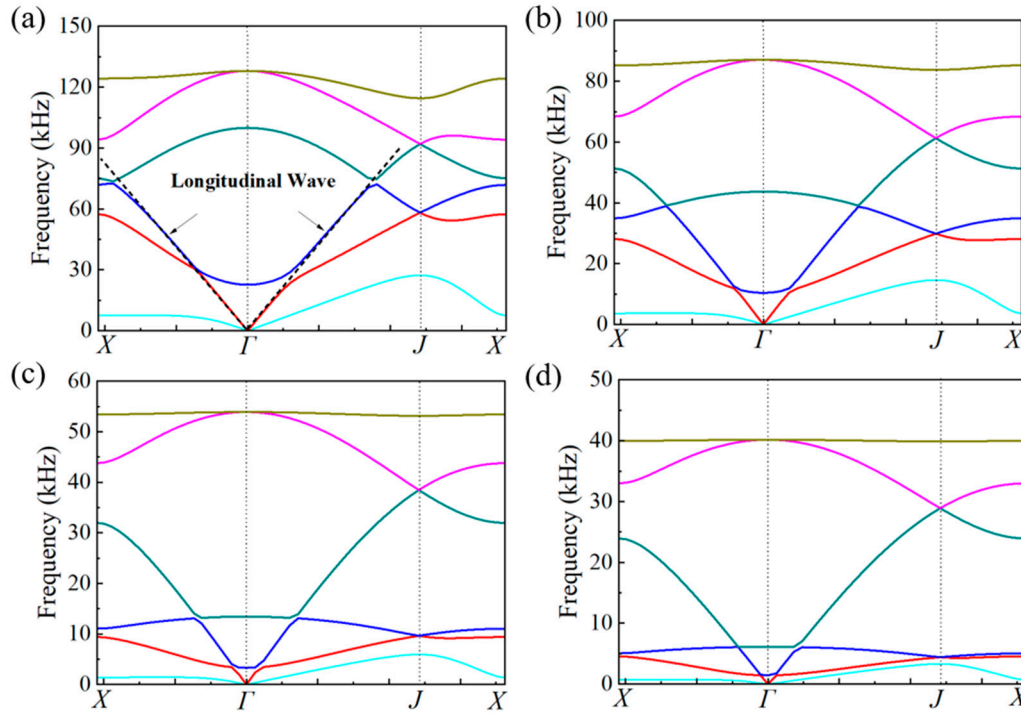 (a)
150
120
90
60
30
0
Frequency (kHz)
Longitudinal Wave
X Γ J X
(b)
100
80
60
40
20
0
Frequency (kHz)
X Γ J X
(c)
60
50
40
30
20
10
0
Frequency (kHz)
X Γ J X
(d)
50
40
30
20
10
0
Frequency (kHz)
X Γ J X